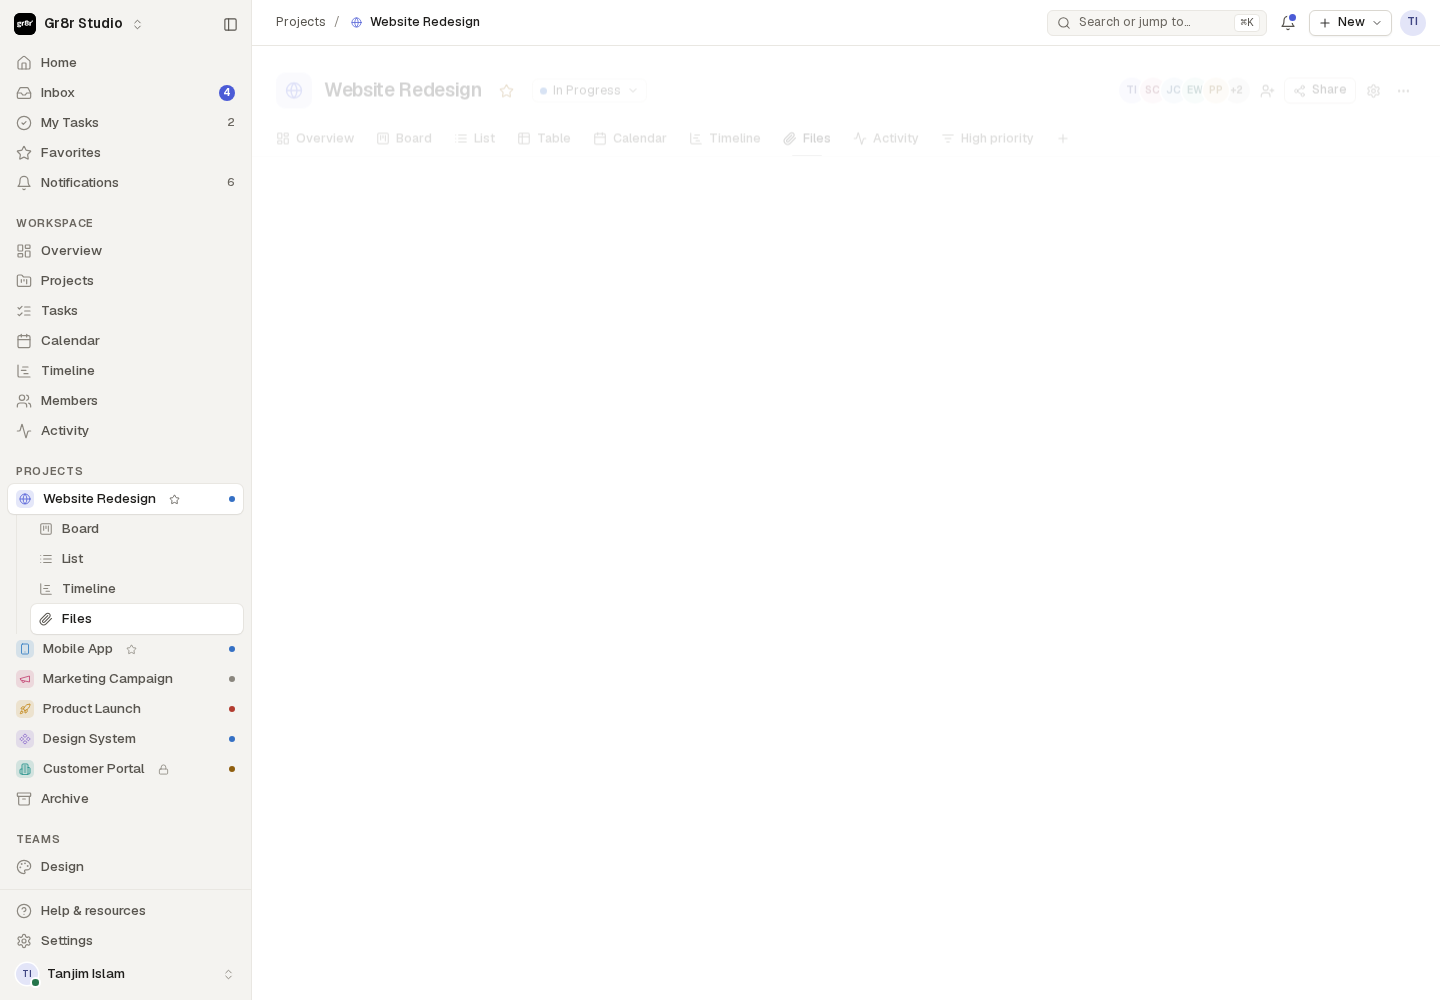 gr8r Gr8r Studio
Projects / Website Redesign
Search or jump to... ⌘K
New
TI
Home
Inbox 4
My Tasks 2
Favorites
Notifications 6
WORKSPACE
Overview
Projects
Tasks
Calendar
Timeline
Members
Activity
PROJECTS
Website Redesign
Board
List
Timeline
Files
Mobile App
Marketing Campaign
Product Launch
Design System
Customer Portal
Archive
TEAMS
Design
Help & resources
Settings
TI Tanjim Islam
Website Redesign In Progress
TI SC JC EW PP +2 Share
Overview Board List Table Calendar Timeline Files Activity High priority +